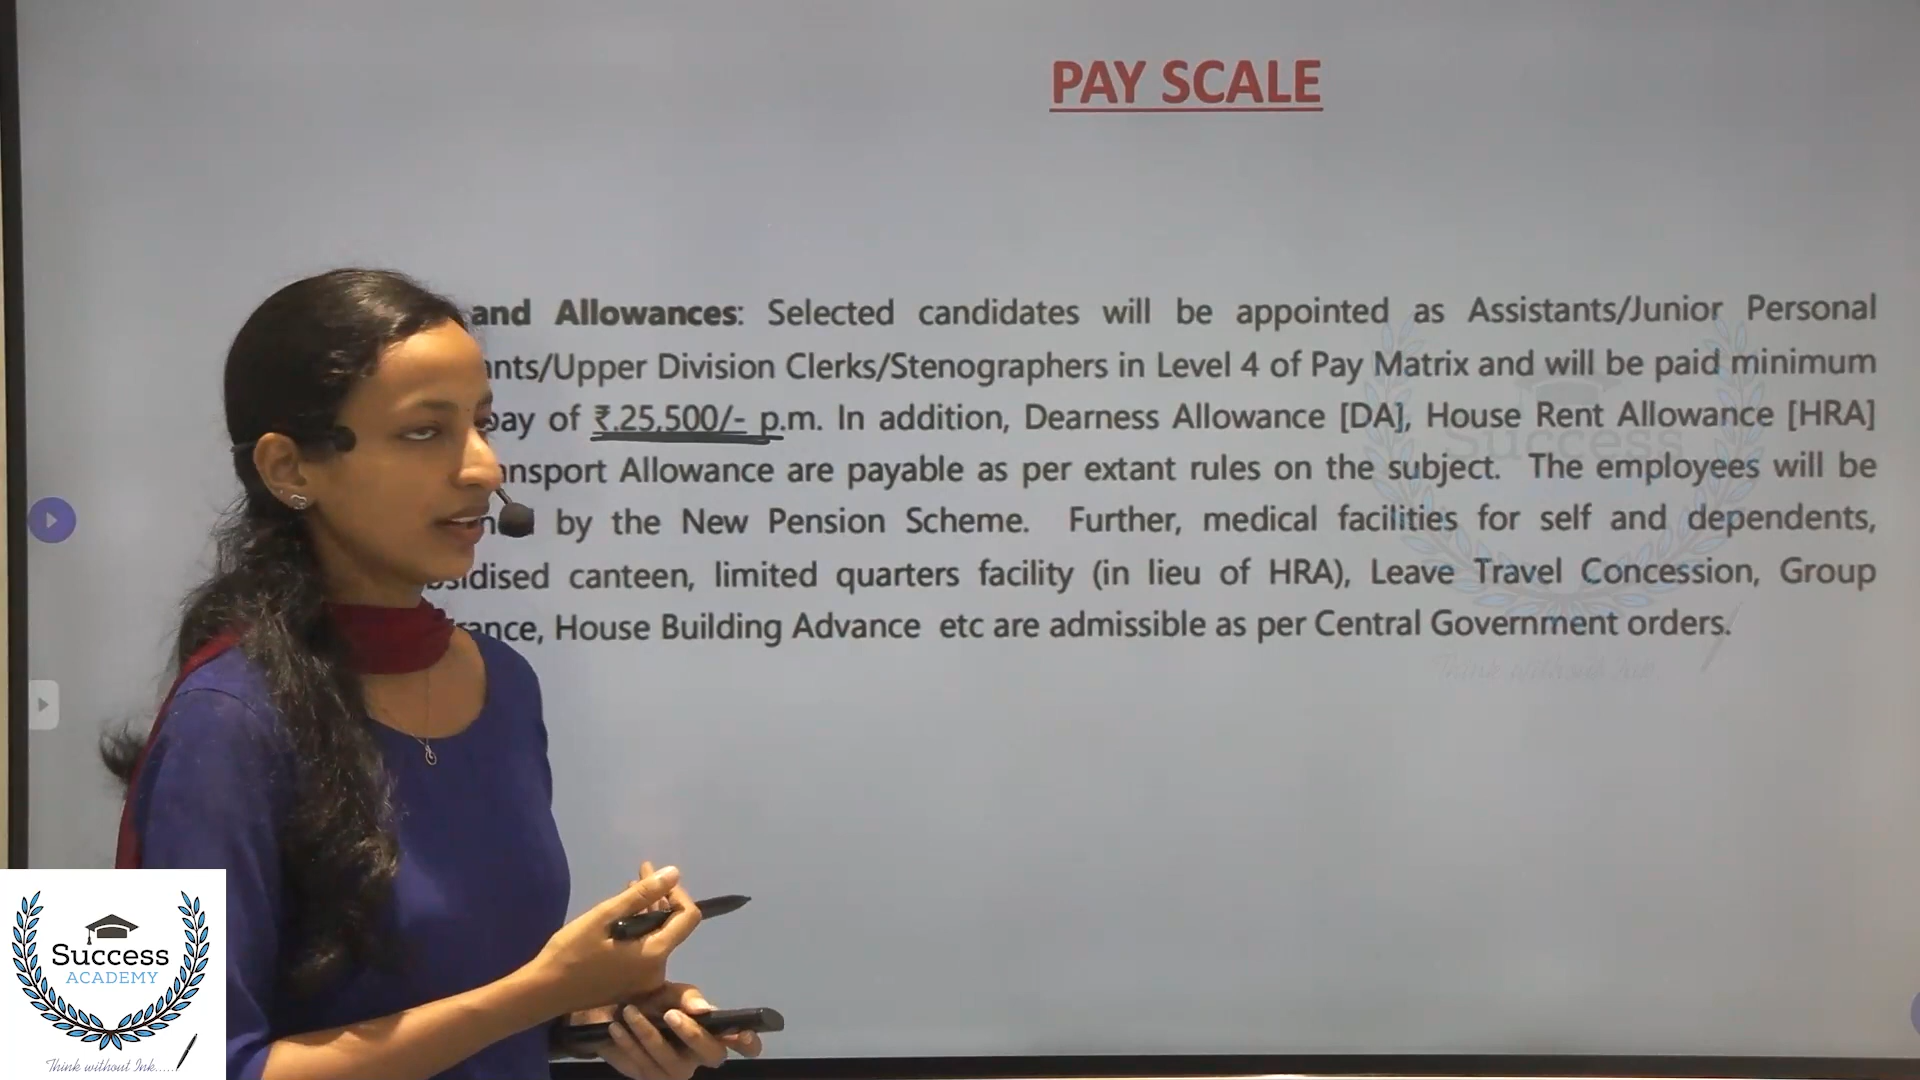 PAY SCALE
and Allowances: Selected candidates will be appointed as Assistants/Junior Personal
nts/Upper Division Clerks/Stenographers in Level 4 of Pay Matrix and will be paid minimum
pay of ₹.25,500/- p.m. In addition, Dearness Allowance [DA], House Rent Allowance [HRA]
nsport Allowance are payable as per extant rules on the subject. The employees will be
by the New Pension Scheme. Further, medical facilities for self and dependents,
sidised canteen, limited quarters facility (in lieu of HRA), Leave Travel Concession, Group
rance, House Building Advance etc are admissible as per Central Government orders.
Success
Think without Ink
Success
ACADEMY
Think without Ink.....